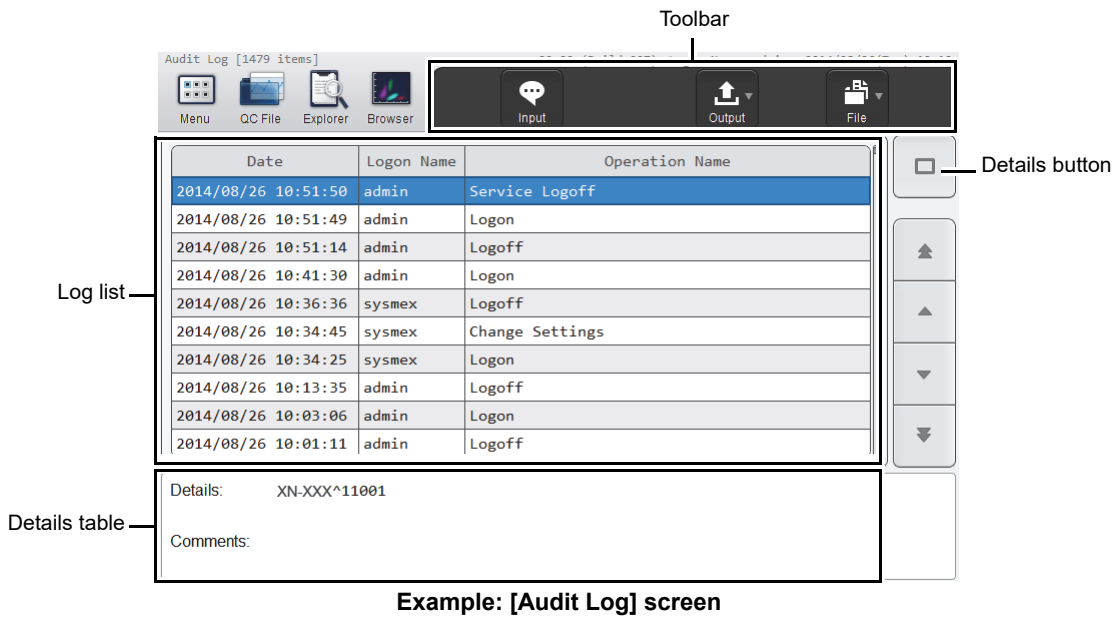 Toolbar
Audit Log [1479 items]
Menu
QC File
Explorer
Browser
Input
Output
File
Details button
Date Logon Name Operation Name
2014/08/26 10:51:50 admin Service Logoff
2014/08/26 10:51:49 admin Logon
2014/08/26 10:51:14 admin Logoff
2014/08/26 10:41:30 admin Logon
Log list
2014/08/26 10:36:36 sysmex Logoff
2014/08/26 10:34:45 sysmex Change Settings
2014/08/26 10:34:25 sysmex Logon
2014/08/26 10:13:35 admin Logoff
2014/08/26 10:03:06 admin Logon
2014/08/26 10:01:11 admin Logoff
Details: XN-XXX^11001
Details table
Comments:
Example: [Audit Log] screen